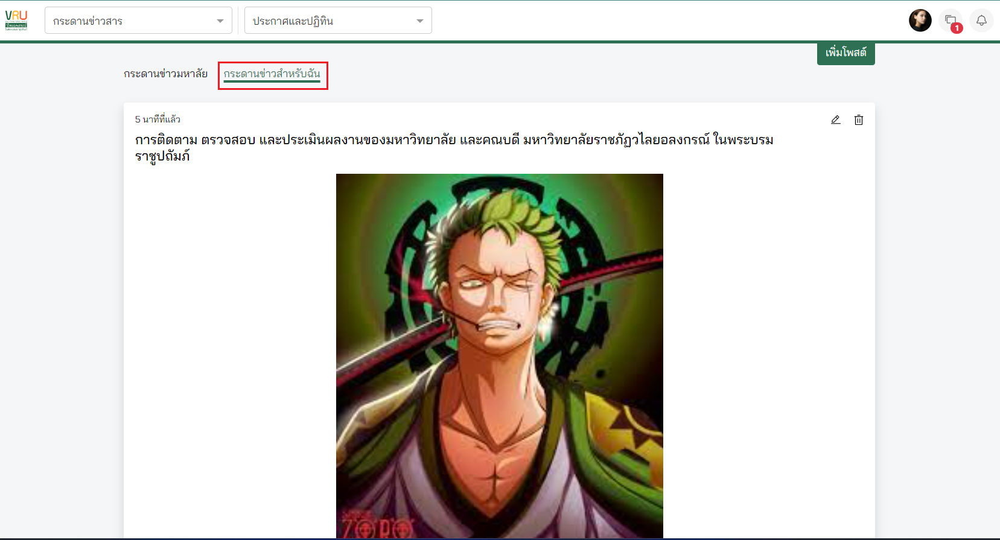 VRU
กระดานข่าวสาร
ประกาศและปฏิทิน
1
เพิ่มโพสต์
กระดานข่าวมหาลัย
กระดานข่าวสำหรับฉัน
5 นาทีที่แล้ว
การติดตาม ตรวจสอบ และประเมินผลงานของมหาวิทยาลัย และคณบดี มหาวิทยาลัยราชภัฏวไลยอลงกรณ์ ในพระบรม
ราชูปถัมภ์
ZORO